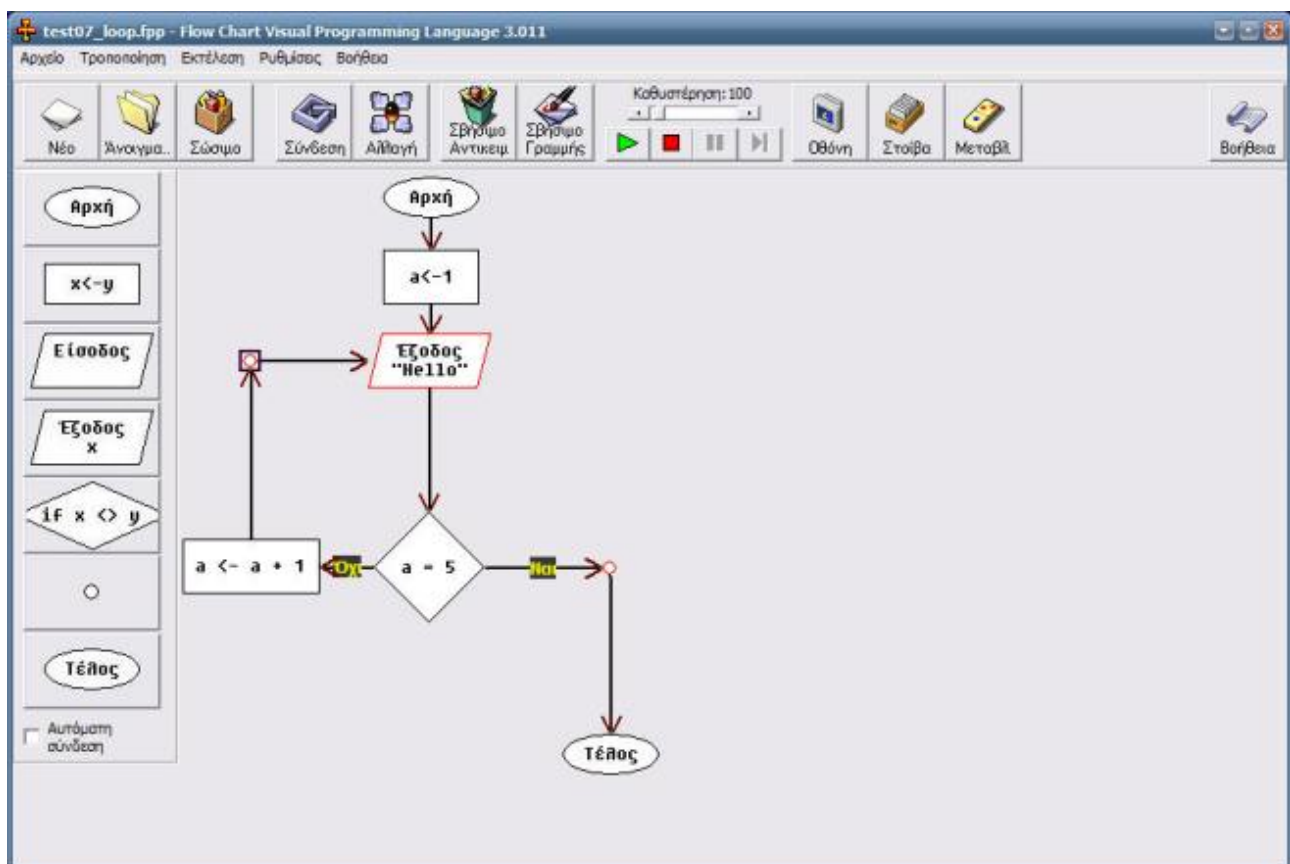 test07_loop.fpp - Flow Chart Visual Programming Language 3.011
Αρχείο Τροποποίηση Εκτέλεση Ρυθμίσεις Βοήθεια
Νέο
Άνοιγμα..
Σώσιμο
Σύνδεση
Αλλαγή
Σβήσιμο
Αντικειμ
Σβήσιμο
Γραμμής
Καθυστέρηση: 100
Οθόνη
Στοίβα
Μεταβλ
Βοήθεια
Αρχή
x<-y
Είσοδος
Έξοδος
x
if x <> y
Τέλος
Αυτόματη
σύνδεση
Αρχή
a<-1
Έξοδος
"Hello"
a <- a + 1
Όχι
a = 5
Ναι
Τέλος